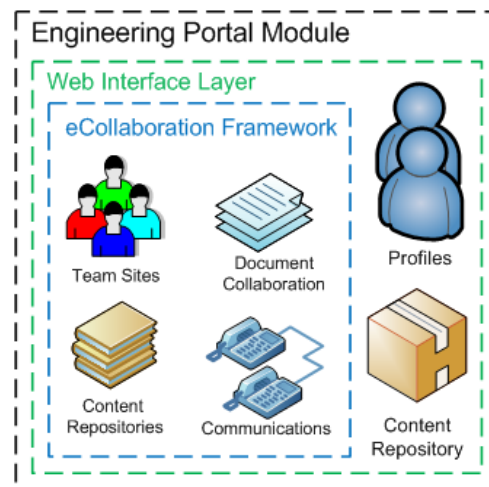 Engineering Portal Module
Web Interface Layer
eCollaboration Framework
Team Sites
Document
Collaboration
Profiles
Content
Repositories
Communications
Content
Repository